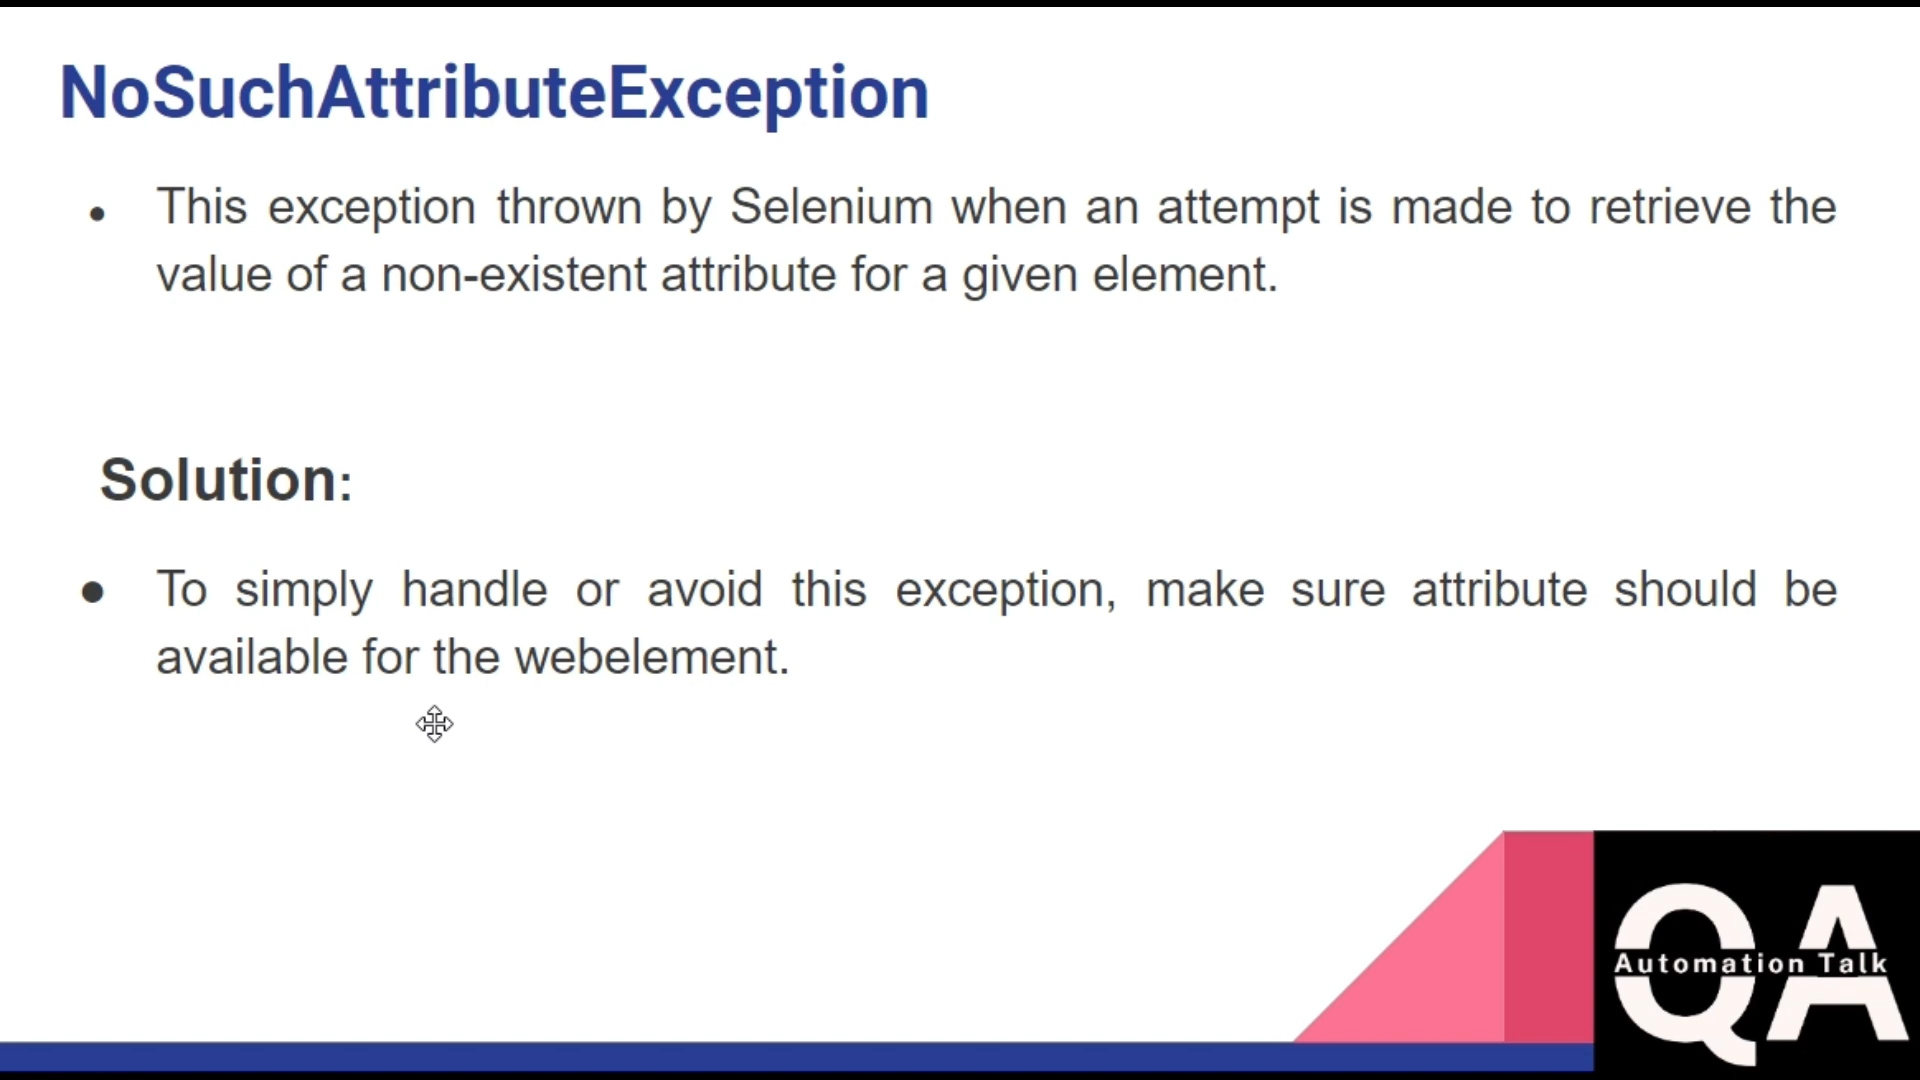 NoSuchAttributeException
• This exception thrown by Selenium when an attempt is made to retrieve the
value of a non-existent attribute for a given element.
Solution:
• To simply handle or avoid this exception, make sure attribute should be
available for the webelement.
QA
Automation Talk